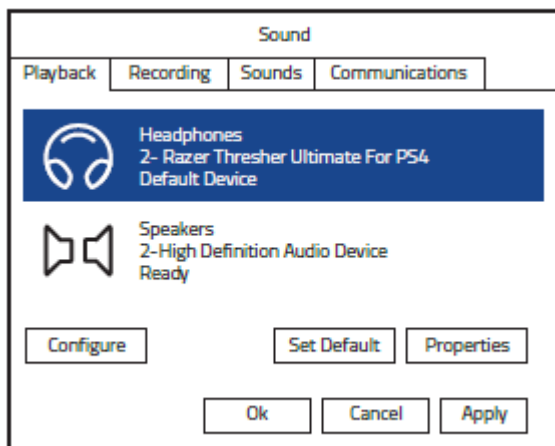 Sound
Playback Recording Sounds Communications
Headphones
2- Razer Thresher Ultimate For PS4
Default Device
Speakers
2-High Definition Audio Device
Ready
Configure Set Default Properties
Ok Cancel Apply